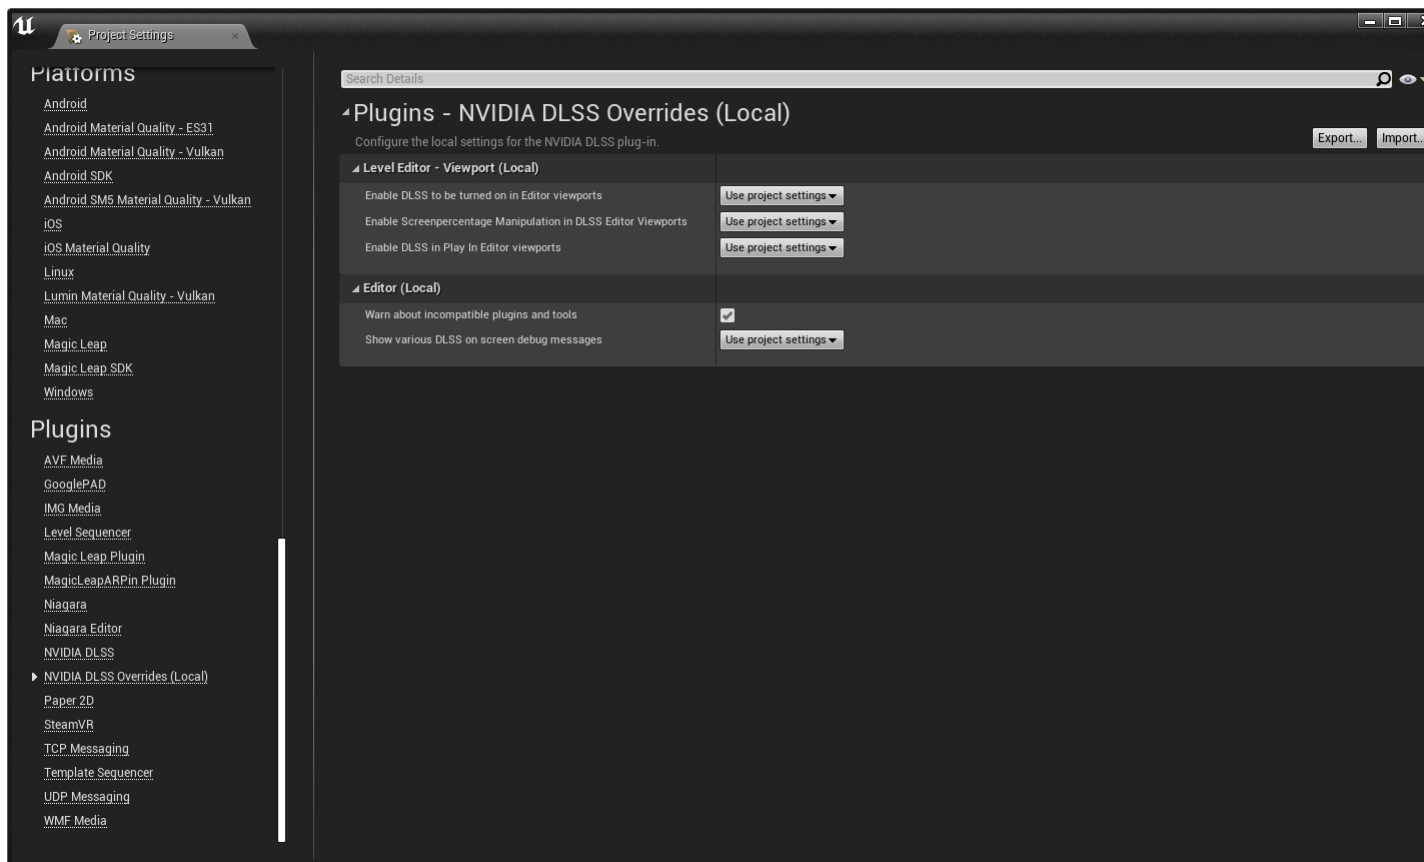 Project Settings
Platforms
Android
Android Material Quality - ES31
Android Material Quality - Vulkan
Android SDK
Android SM5 Material Quality - Vulkan
iOS
iOS Material Quality
Linux
Lumin Material Quality - Vulkan
Mac
Magic Leap
Magic Leap SDK
Windows
Plugins
AVF Media
GooglePAD
IMG Media
Level Sequencer
Magic Leap Plugin
MagicLeapARPin Plugin
Niagara
Niagara Editor
NVIDIA DLSS
NVIDIA DLSS Overrides (Local)
Paper 2D
SteamVR
TCP Messaging
Template Sequencer
UDP Messaging
WMF Media
Search Details
Plugins - NVIDIA DLSS Overrides (Local)
Configure the local settings for the NVIDIA DLSS plug-in.
Export... Import...
Level Editor - Viewport (Local)
Enable DLSS to be turned on in Editor viewports Use project settings
Enable Screenpercentage Manipulation in DLSS Editor Viewports Use project settings
Enable DLSS in Play In Editor viewports Use project settings
Editor (Local)
Warn about incompatible plugins and tools
Show various DLSS on screen debug messages Use project settings